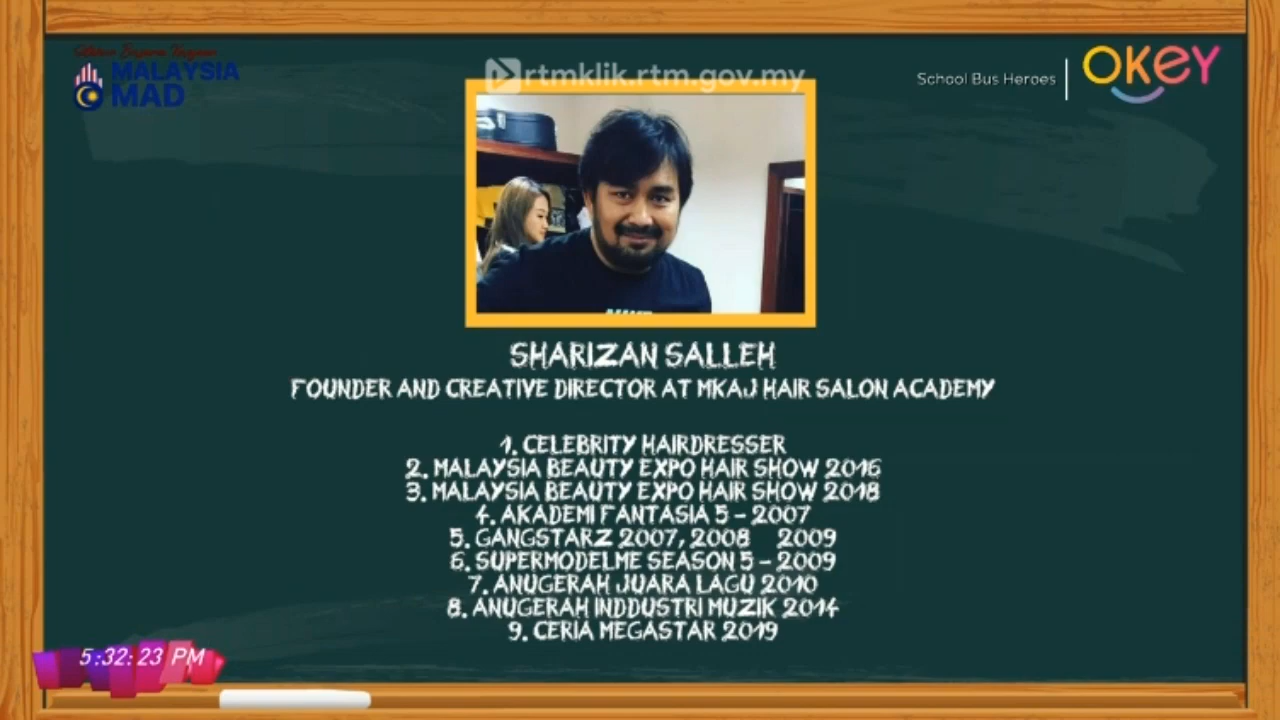 Malaysia
MALAYSIA
MAD
rtmklik.rtm.gov.my
School Bus Heroes
OKeY
SHARIZAN SALLEH
FOUNDER AND CREATIVE DIRECTOR AT MKAJ HAIR SALON ACADEMY
1. CELEBRITY HAIRDRESSER
2. MALAYSIA BEAUTY EXPO HAIR SHOW 2016
3. MALAYSIA BEAUTY EXPO HAIR SHOW 2018
4. AKADEMI FANTASIA 5 - 2007
5. GANGSTARZ 2007, 2008 2009
6. SUPERMODELME SEASON 5 - 2009
7. ANUGERAH JUARA LAGU 2010
8. ANUGERAH INDDUSTRI MUZIK 2014
9. CERIA MEGASTAR 2019
5:32:23 PM